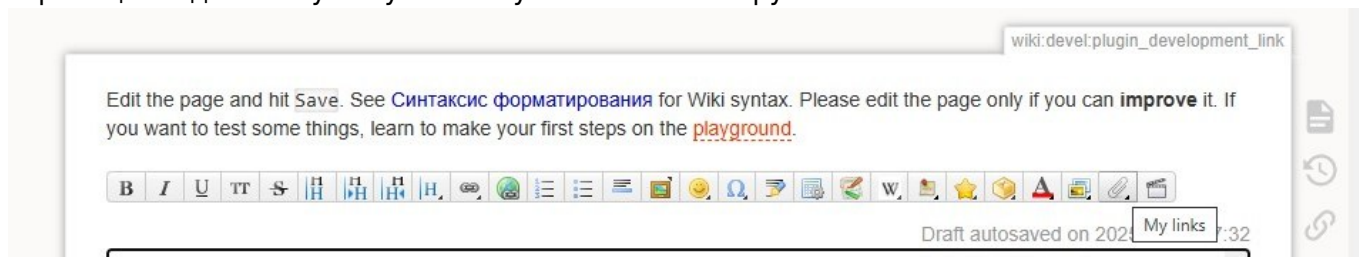 wiki:devel:plugin_development_link
Edit the page and hit Save. See Синтаксис форматирования for Wiki syntax. Please edit the page only if you can improve it. If
you want to test some things, learn to make your first steps on the playground.
B I U TT S H H H H Ω W A
Draft autosaved on 202 7:32
My links